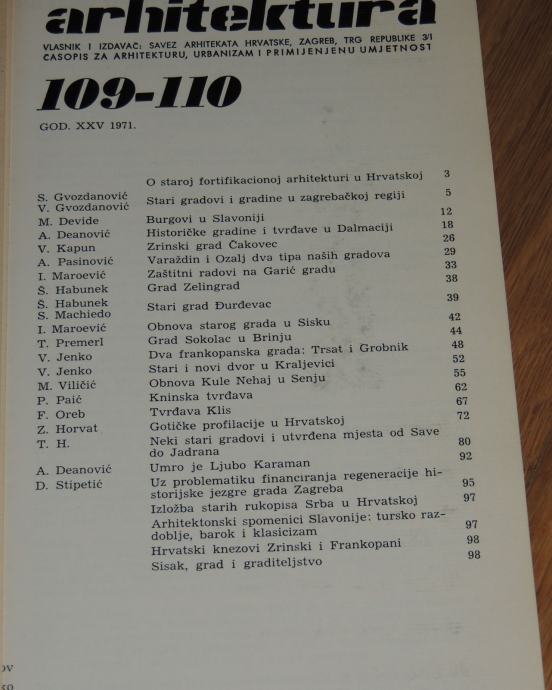 arhitektura
VLASNIK I IZDAVAČ: SAVEZ ARHITEKATA HRVATSKE, ZAGREB, TRG REPUBLIKE 3/I
ČASOPIS ZA ARHITEKTURU, URBANIZAM I PRIMIJENJENU UMJETNOST
109-110
GOD. XXV 1971.
O staroj fortifikacionoj arhitekturi u Hrvatskoj 3
S. Gvozdanović
V. Gvozdanović Stari gradovi i gradine u zagrebačkoj regiji 5
M. Devide Burgovi u Slavoniji 12
A. Deanović Historičke gradine i tvrđave u Dalmaciji 18
V. Kapun Zrinski grad Čakovec 26
A. Pasinović Varaždin i Ozalj dva tipa naših gradova 29
I. Maroević Zaštitni radovi na Garić gradu 33
Š. Habunek Grad Zelingrad 38
Š. Habunek
S. Machiedo Stari grad Đurđevac 39
I. Maroević Obnova starog grada u Sisku 42
T. Premerl Grad Sokolac u Brinju 44
V. Jenko Dva frankopanska grada: Trsat i Grobnik 48
V. Jenko Stari i novi dvor u Kraljevici 52
M. Viličić Obnova Kule Nehaj u Senju 55
P. Paić Kninska tvrđava 62
F. Oreb Tvrđava Klis 67
Z. Horvat Gotičke profilacije u Hrvatskoj 72
T. H. Neki stari gradovi i utvrđena mjesta od Save
do Jadrana 80
A. Deanović Umro je Ljubo Karaman 92
D. Stipetić Uz problematiku financiranja regeneracije hi-
storijske jezgre grada Zagreba 95
Izložba starih rukopisa Srba u Hrvatskoj 97
Arhitektonski spomenici Slavonije: tursko raz-
doblje, barok i klasicizam 97
Hrvatski knezovi Zrinski i Frankopani 98
Sisak, grad i graditeljstvo 98